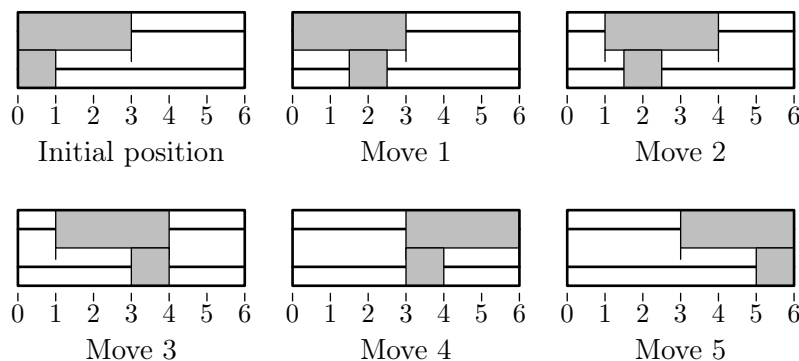 0 1 2 3 4 5 6 0 1 2 3 4 5 6 0 1 2 3 4 5 6
Initial position Move 1 Move 2
0 1 2 3 4 5 6 0 1 2 3 4 5 6 0 1 2 3 4 5 6
Move 3 Move 4 Move 5